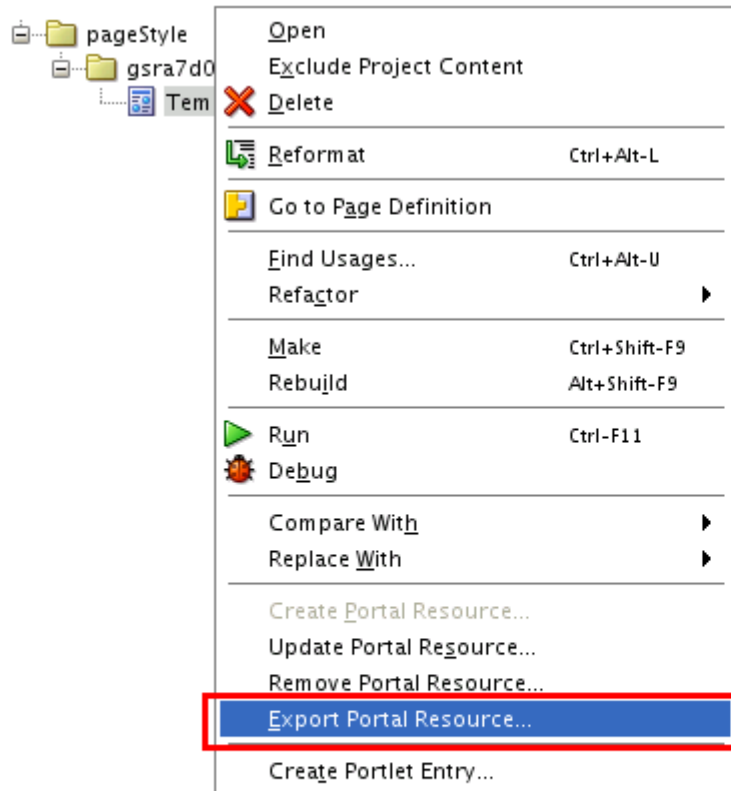 pageStyle
gsra7d0
Tem
Open
Exclude Project Content
Delete
Reformat Ctrl+Alt-L
Go to Page Definition
Find Usages... Ctrl+Alt-U
Refactor
Make Ctrl+Shift-F9
Rebuild Alt+Shift-F9
Run Ctrl-F11
Debug
Compare With
Replace With
Create Portal Resource...
Update Portal Resource...
Remove Portal Resource...
Export Portal Resource...
Create Portlet Entry...